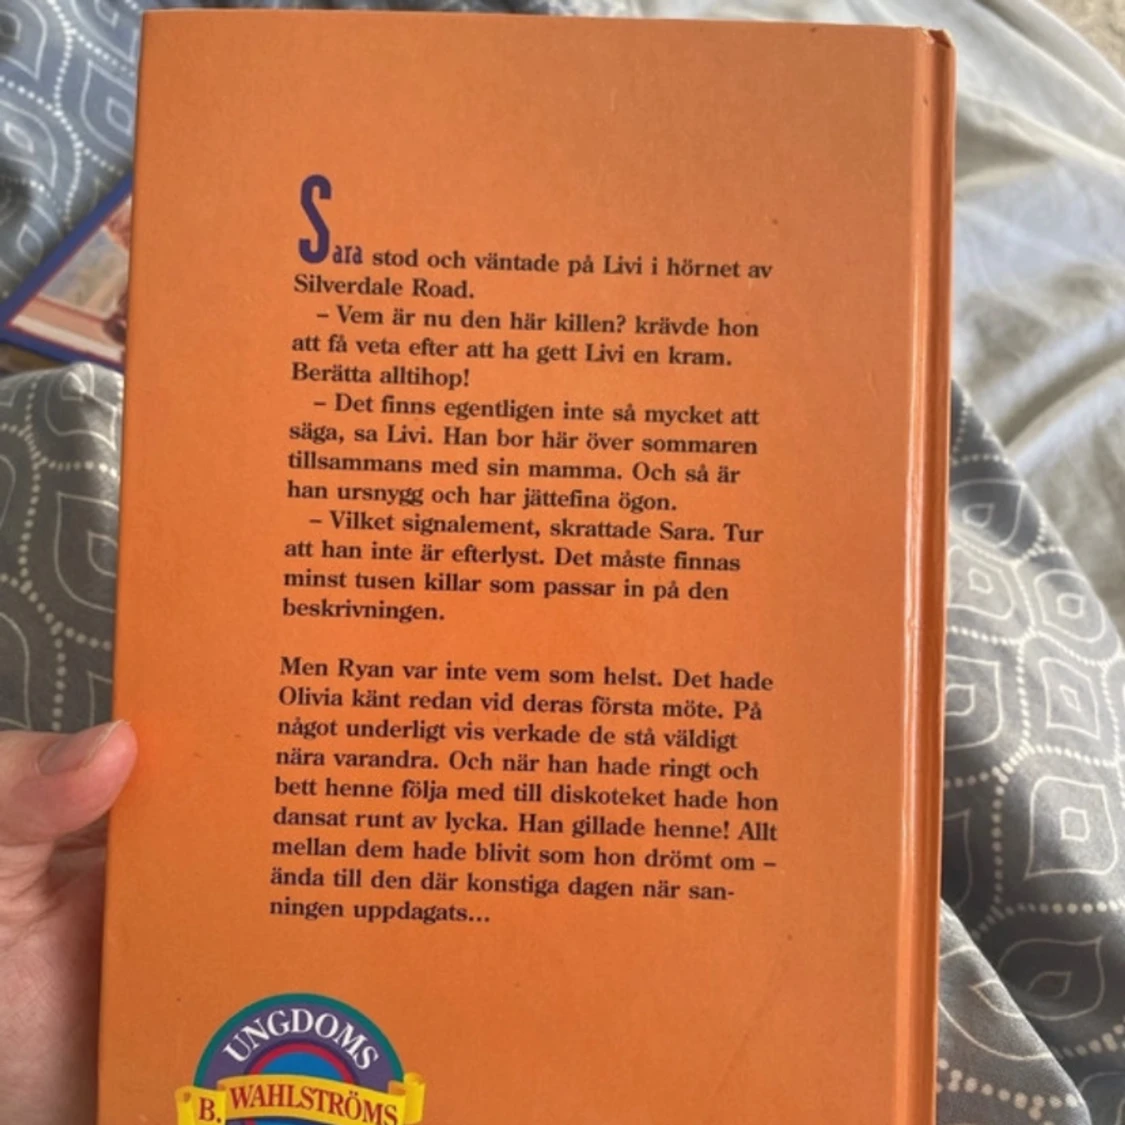 Sara stod och väntade på Livi i hörnet av
Silverdale Road.
– Vem är nu den här killen? krävde hon
att få veta efter att ha gett Livi en kram.
Berätta alltihop!
– Det finns egentligen inte så mycket att
säga, sa Livi. Han bor här över sommaren
tillsammans med sin mamma. Och så är
han ursnygg och har jättefina ögon.
– Vilket signalement, skrattade Sara. Tur
att han inte är efterlyst. Det måste finnas
minst tusen killar som passar in på den
beskrivningen.
Men Ryan var inte vem som helst. Det hade
Olivia känt redan vid deras första möte. På
något underligt vis verkade de stå väldigt
nära varandra. Och när han hade ringt och
bett henne följa med till diskoteket hade hon
dansat runt av lycka. Han gillade henne! Allt
mellan dem hade blivit som hon drömt om –
ända till den där konstiga dagen när san-
ningen uppdagats...
UNGDOMS
B. WAHLSTRÖMS